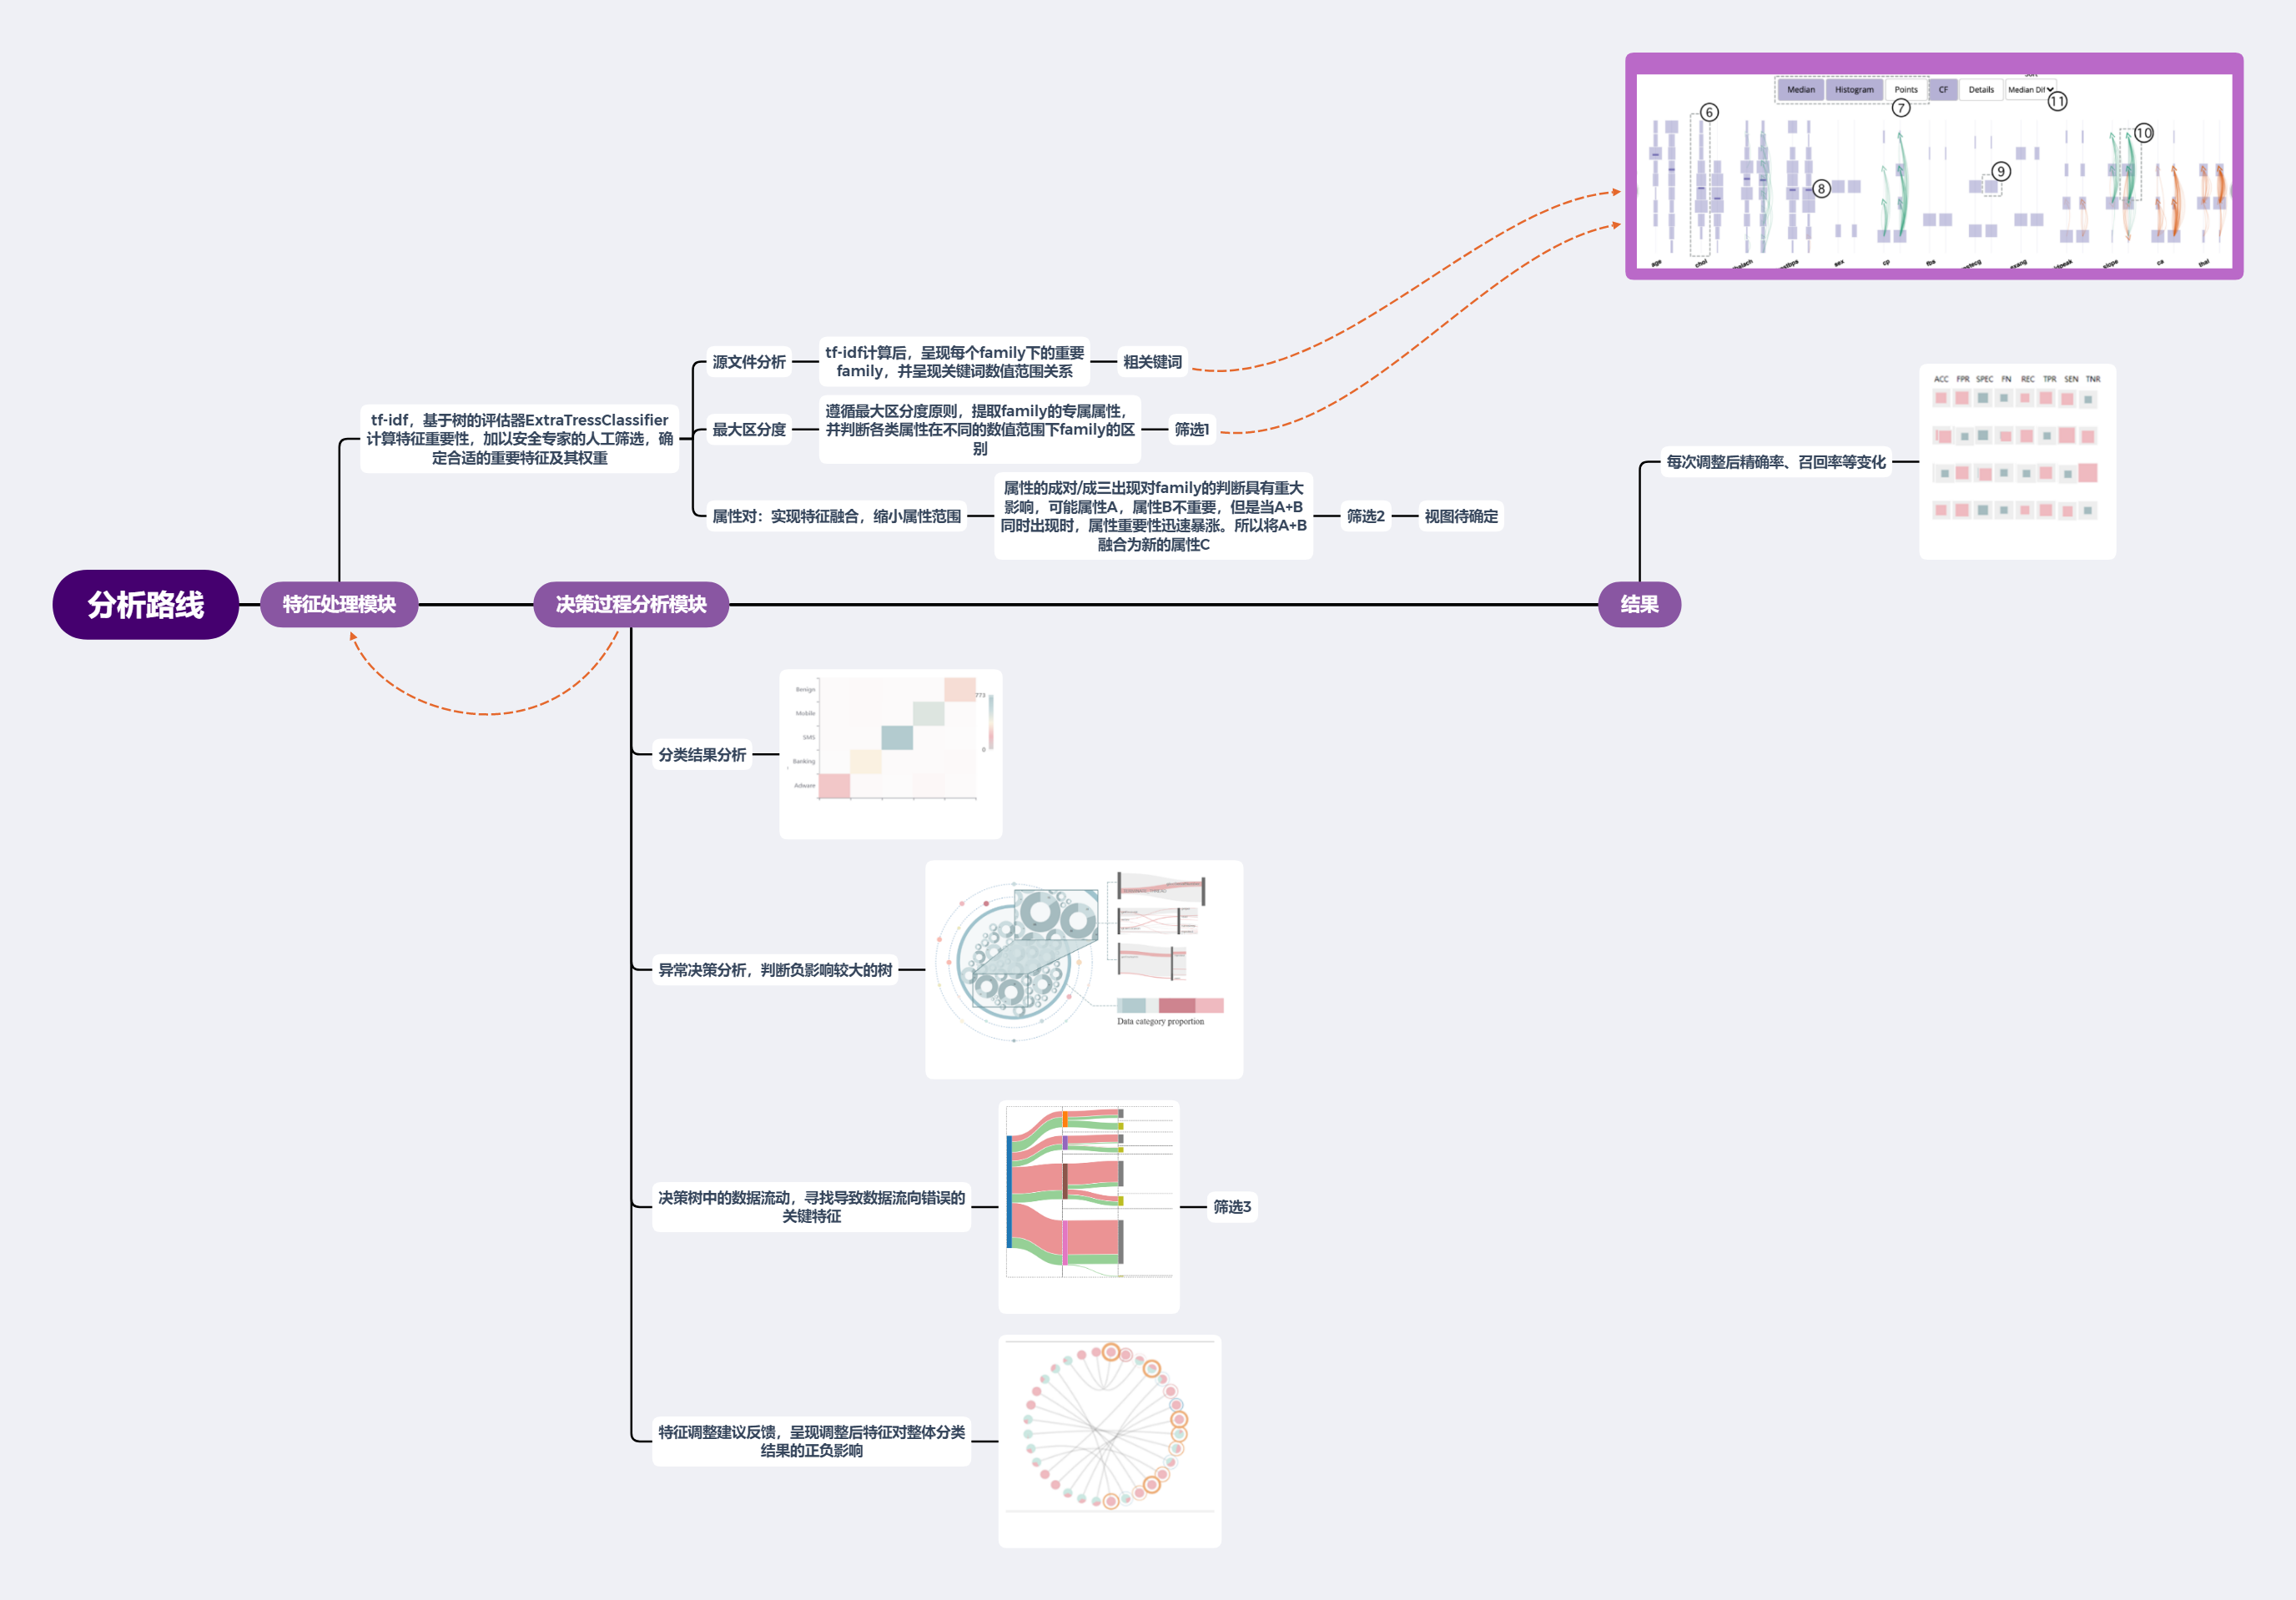 Median
Histogram
Points
CF
Details
Median Dif
6
7
11
10
9
8
age
chol
sex
cp
fbs
slope
ca
thal
源文件分析
tf-idf计算后，呈现每个family下的重要
family，并呈现关键词数值范围关系
粗关键词
tf-idf，基于树的评估器ExtraTressClassifier
计算特征重要性，加以安全专家的人工筛选，确
定合适的重要特征及其权重
最大区分度
遵循最大区分度原则，提取family的专属属性，
并判断各类属性在不同的数值范围下family的区
别
筛选1
属性对：实现特征融合，缩小属性范围
属性的成对/成三出现对family的判断具有重大
影响，可能属性A，属性B不重要，但是当A+B
同时出现时，属性重要性迅速暴涨。所以将A+B
融合为新的属性C
筛选2
视图待确定
每次调整后精确率、召回率等变化
ACC FPR SPEC FN REC TPR SEN TNR
分析路线
特征处理模块
决策过程分析模块
结果
分类结果分析
Benign
Mobile
SMS
Banking
Adware
773
0
异常决策分析，判断负影响较大的树
Data category proportion
决策树中的数据流动，寻找导致数据流向错误的
关键特征
筛选3
特征调整建议反馈，呈现调整后特征对整体分类
结果的正负影响